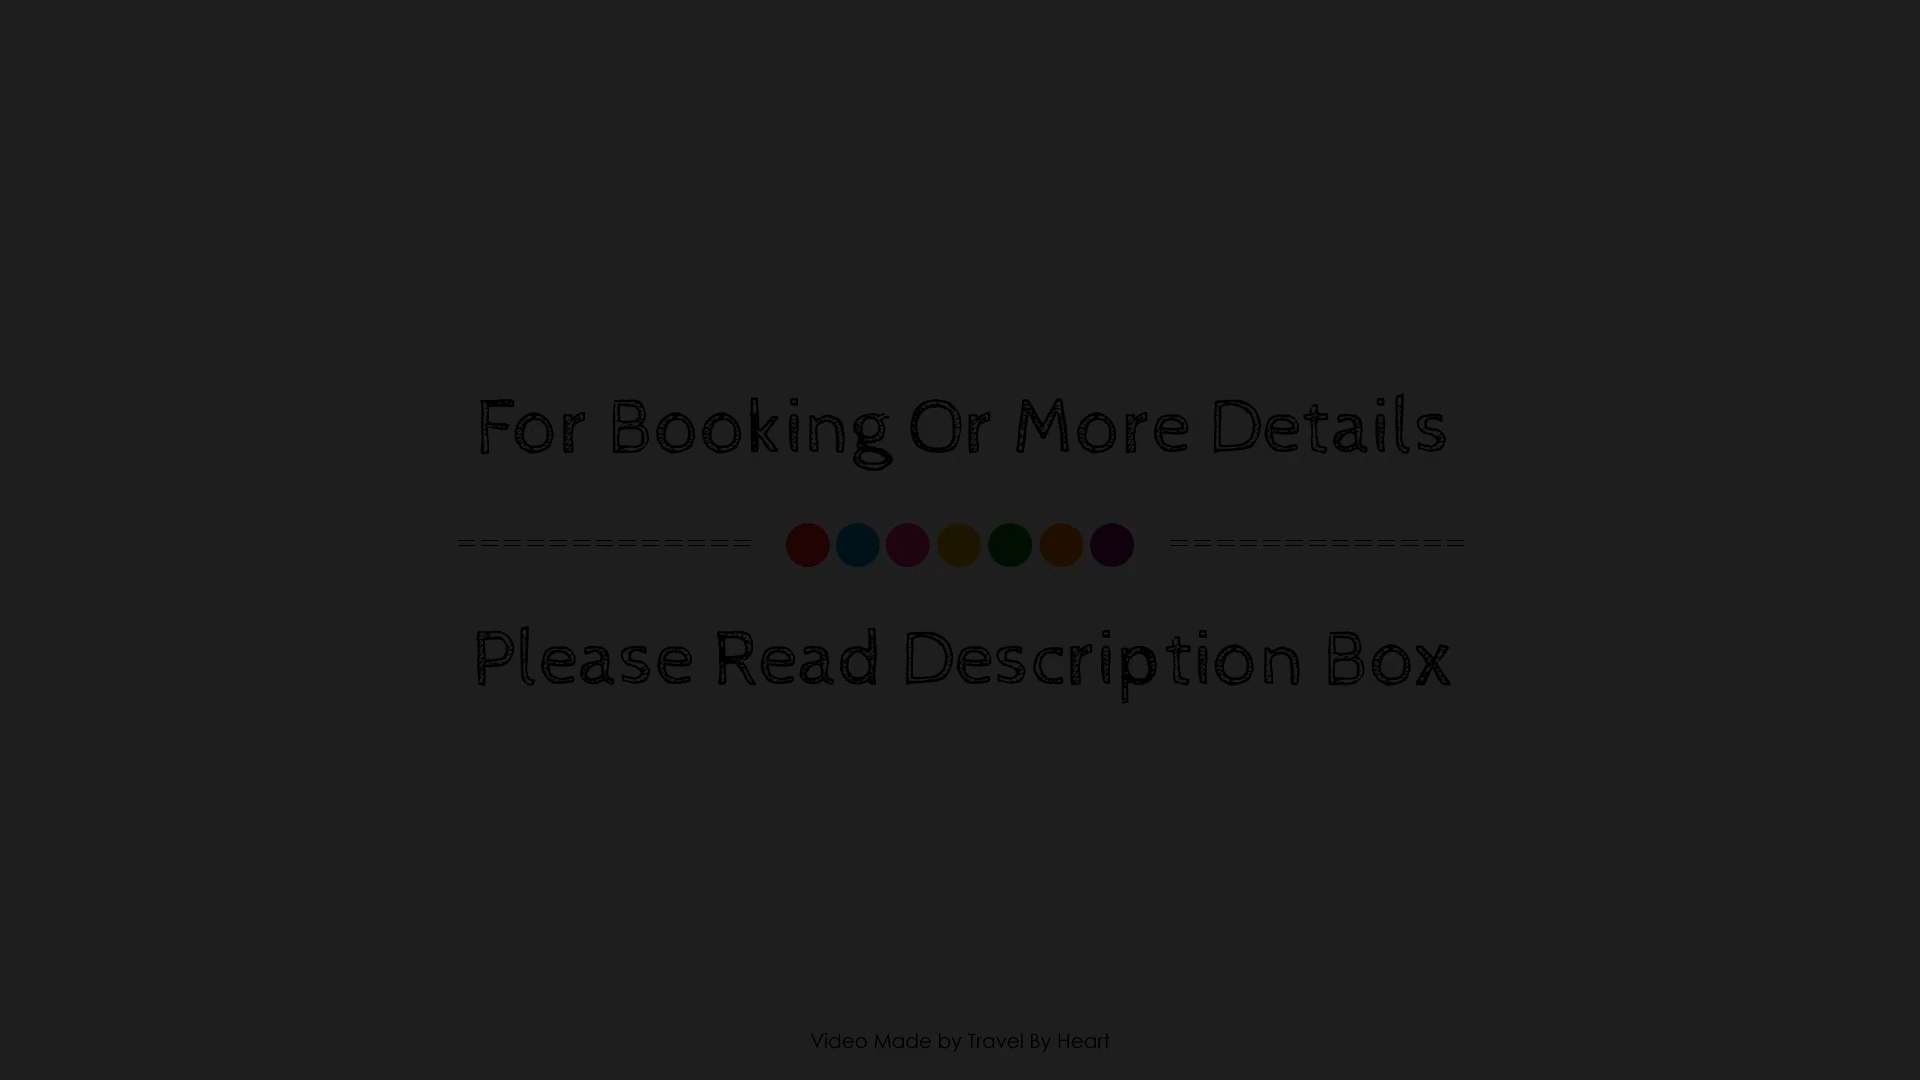 For Booking Or More Details
============= =============
Please Read Description Box
Video Made by Travel By Heart